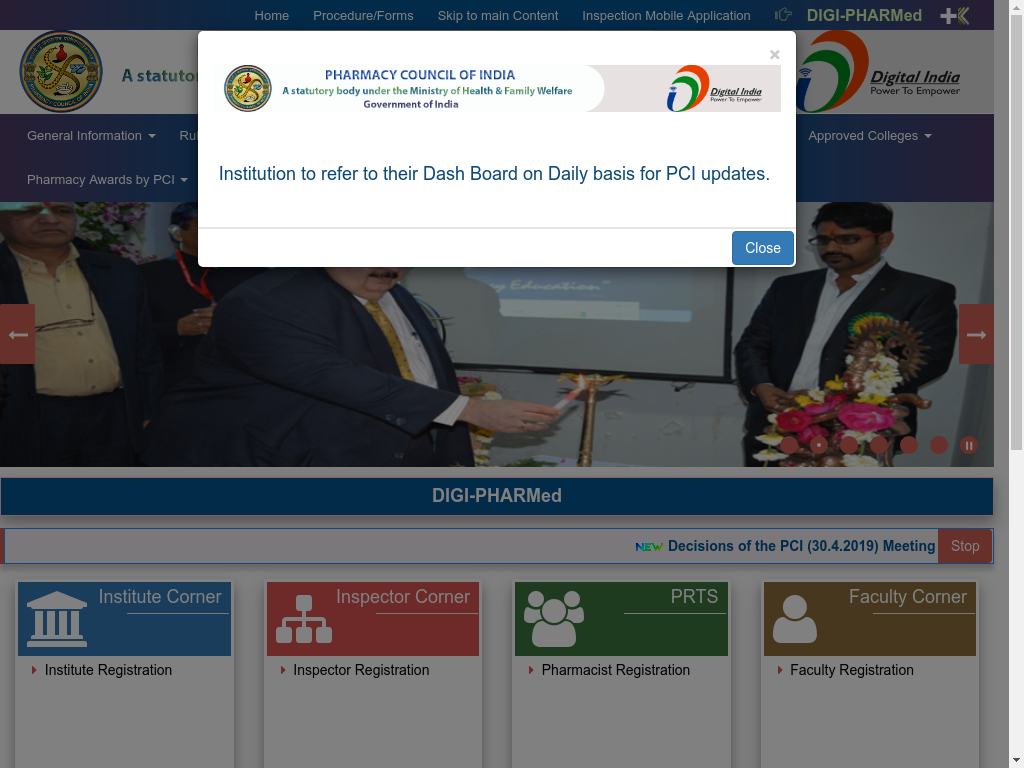 Home Procedure/Forms Skip to main Content Inspection Mobile Application DIGI-PHARMed
A statutor
Digital India
Power To Empower
×
PHARMACY COUNCIL OF INDIA
A statutory body under the Ministry of Health & Family Welfare
Government of India
Digital India
Power To Empower
General Information Rul Approved Colleges
Pharmacy Awards by PCI
Institution to refer to their Dash Board on Daily basis for PCI updates.
Close
y Education"
DIGI-PHARMed
NEW Decisions of the PCI (30.4.2019) Meeting Stop
Institute Corner
Institute Registration
Inspector Corner
Inspector Registration
PRTS
Pharmacist Registration
Faculty Corner
Faculty Registration